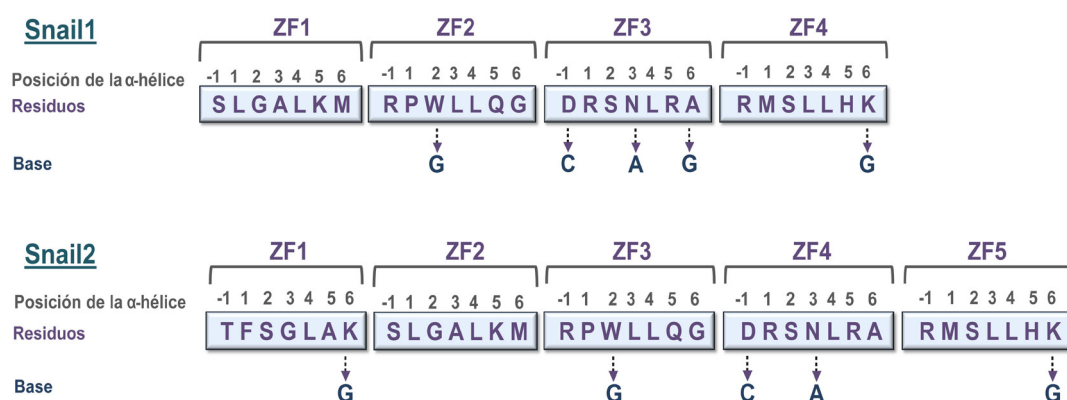 Snail1
ZF1 ZF2 ZF3 ZF4
Posición de la α-hélice -1 1 2 3 4 5 6 -1 1 2 3 4 5 6 -1 1 2 3 4 5 6 -1 1 2 3 4 5 6
Residuos S L G A L K M R P W L L Q G D R S N L R A R M S L L H K
Base G C A G G
Snail2
ZF1 ZF2 ZF3 ZF4 ZF5
Posición de la α-hélice -1 1 2 3 4 5 6 -1 1 2 3 4 5 6 -1 1 2 3 4 5 6 -1 1 2 3 4 5 6 -1 1 2 3 4 5 6
Residuos T F S G L A K S L G A L K M R P W L L Q G D R S N L R A R M S L L H K
Base G G C A G